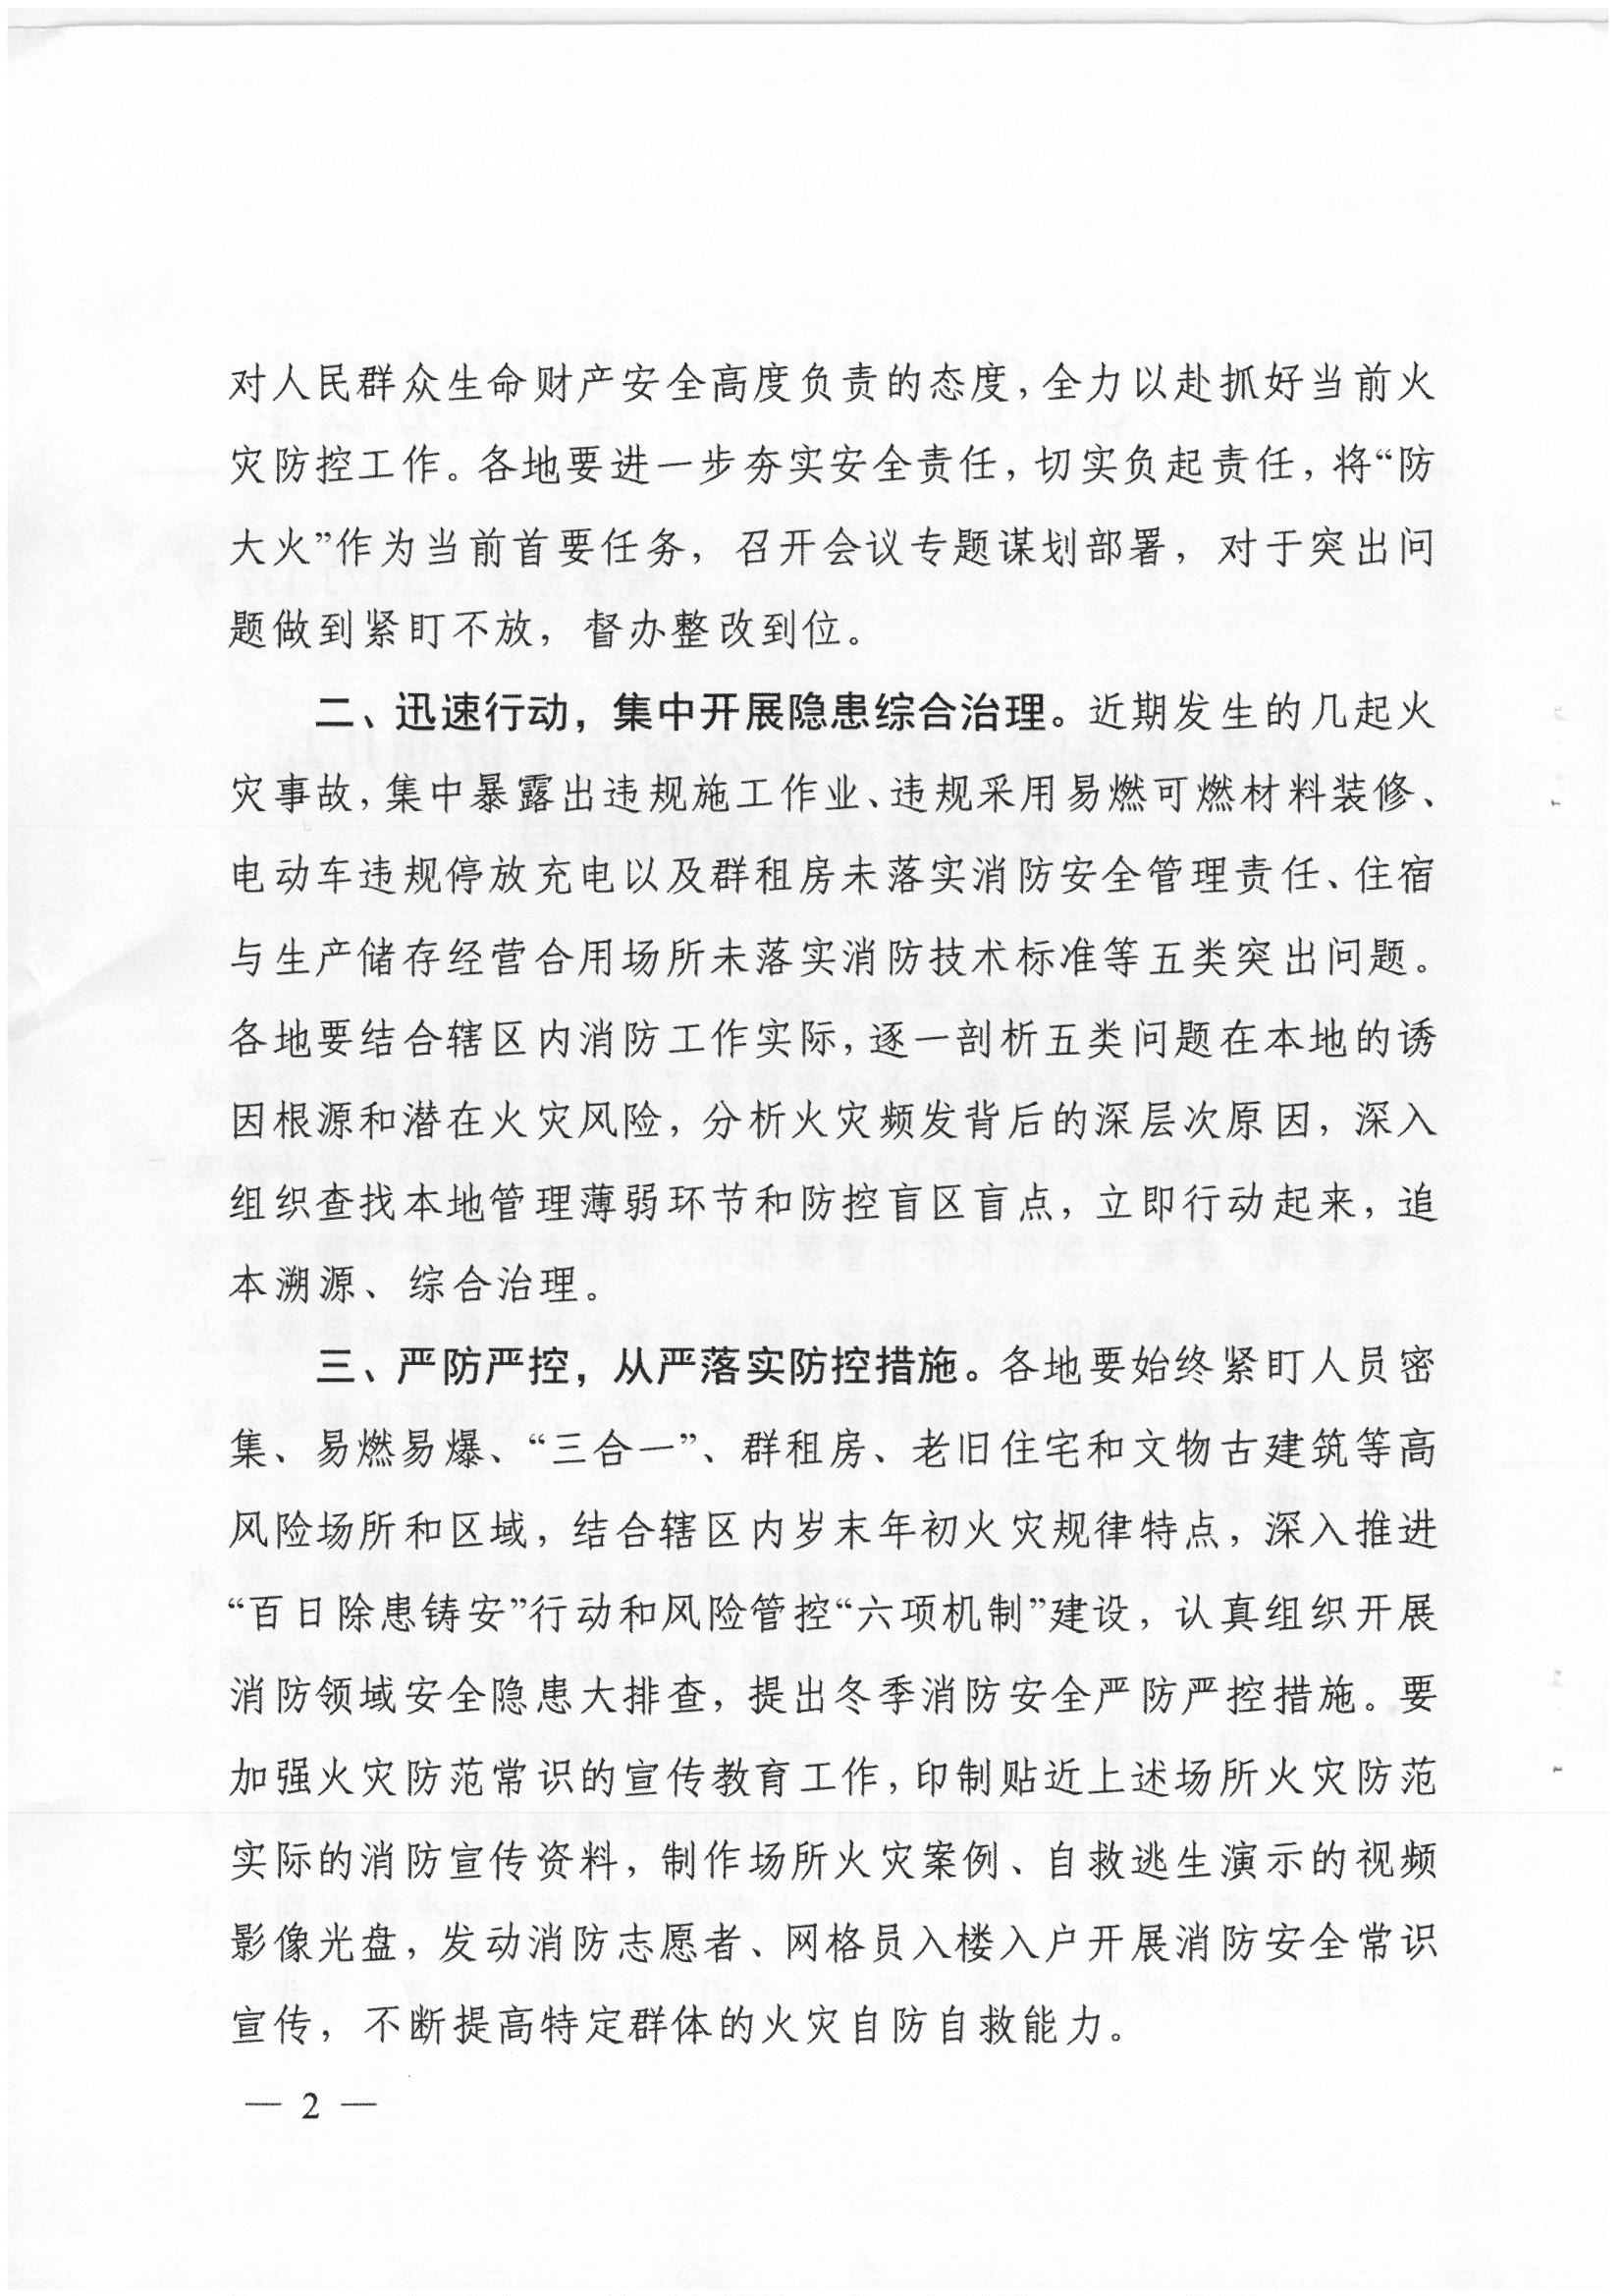 对人民群众生命财产安全高度负责的态度，全力以赴抓好当前火
灾防控工作。各地要进一步夯实安全责任，切实负起责任，将“防
大火”作为当前首要任务，召开会议专题谋划部署，对于突出问
题做到紧盯不放，督办整改到位。
二、迅速行动，集中开展隐患综合治理。近期发生的几起火
灾事故，集中暴露出违规施工作业、违规采用易燃可燃材料装修、
电动车违规停放充电以及群租房未落实消防安全管理责任、住宿
与生产储存经营合用场所未落实消防技术标准等五类突出问题。
各地要结合辖区内消防工作实际，逐一剖析五类问题在本地的诱
因根源和潜在火灾风险，分析火灾频发背后的深层次原因，深入
组织查找本地管理薄弱环节和防控盲区盲点，立即行动起来，追
本溯源、综合治理。
三、严防严控，从严落实防控措施。各地要始终紧盯人员密
集、易燃易爆、“三合一”、群租房、老旧住宅和文物古建筑等高
风险场所和区域，结合辖区内岁末年初火灾规律特点，深入推进
“百日除患铸安”行动和风险管控“六项机制”建设，认真组织开展
消防领域安全隐患大排查，提出冬季消防安全严防严控措施。要
加强火灾防范常识的宣传教育工作，印制贴近上述场所火灾防范
实际的消防宣传资料，制作场所火灾案例、自救逃生演示的视频
影像光盘，发动消防志愿者、网格员入楼入户开展消防安全常识
宣传，不断提高特定群体的火灾自防自救能力。
— 2 —